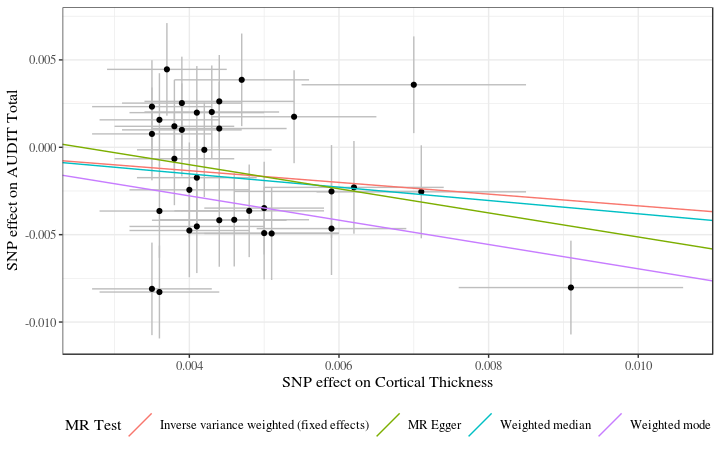 SNP effect on AUDIT Total
0.005
0.000
-0.005
-0.010
0.004
0.006
0.008
0.010
SNP effect on Cortical Thickness
MR Test
Inverse variance weighted (fixed effects)
MR Egger
Weighted median
Weighted mode